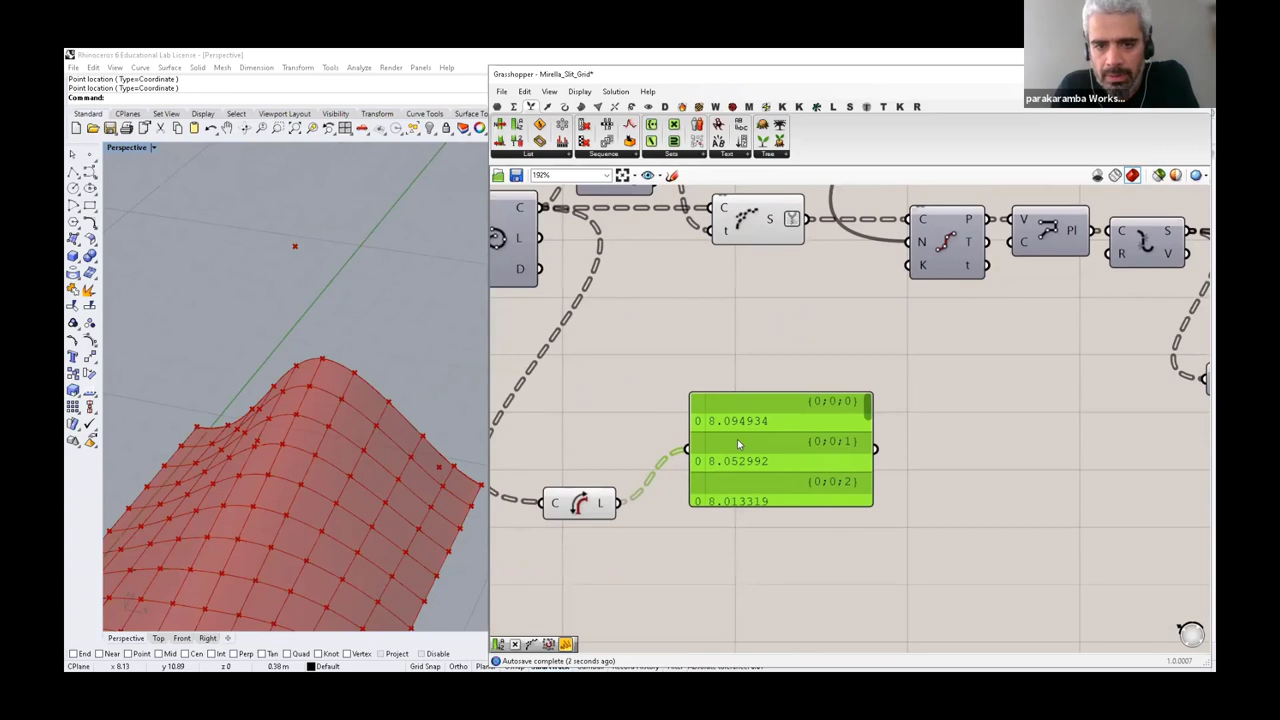 Rhinoceros 6 Educational Lab License - [Perspective]
File Edit View Curve Surface Solid Mesh Dimension Transform Tools Analyze Render Panels Help
Point location ( Type=Coordinate )
Point location ( Type=Coordinate )
Command:
Standard CPlanes Set View Display Select Viewport Layout Visibility Transform Curve Tools
Perspective
Grasshopper - Mirella_Slit_Grid*
parakaramba Works...
File Edit View Display Solution Help
List Sequence Sets Text Tree
192%
C L D
C t S
C N K P T t
V C Pl
C R S V
{0;0;0}
0 8.094934
{0;0;1}
0 8.052992
{0;0;2}
0 8.013319
C L
Perspective Top Front Right
End Near Point Mid Cen Int Perp Tan Quad Knot Vertex Project Disable
CPlane x 8.13 y 10.89 z 0 0.38 m Default Grid Snap Ortho
Autosave complete (2 seconds ago)
1.0.0007